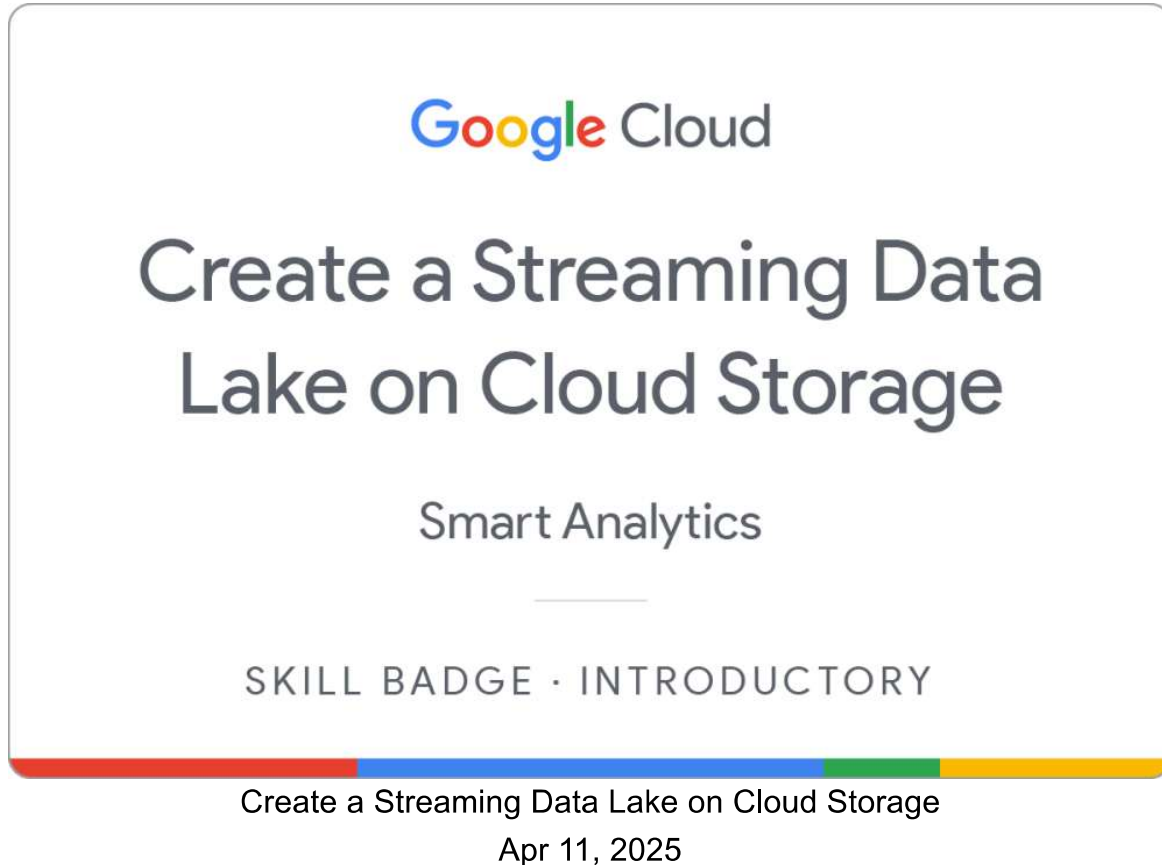 Google Cloud
Create a Streaming Data
Lake on Cloud Storage
Smart Analytics
SKILL BADGE · INTRODUCTORY
Create a Streaming Data Lake on Cloud Storage
Apr 11, 2025